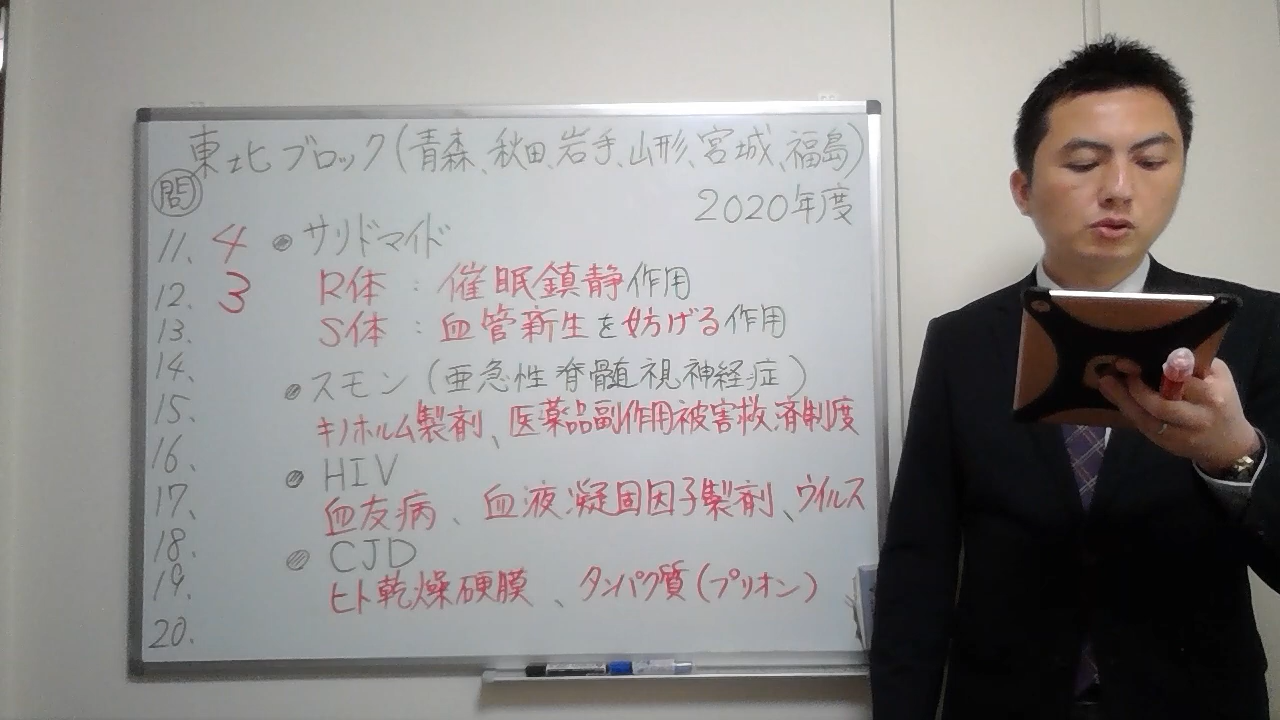 東北ブロック(青森、秋田、岩手、山形、宮城、福島)
問
2020年度
11. 4 ●サリドマイド
12. 3 R体:催眠鎮静作用
13. S体:血管新生を妨げる作用
14. ●スモン(亜急性脊髄視神経症)
15. キノホルム製剤、医薬品副作用被害救済制度
16. ●HIV
17. 血友病、血液凝固因子製剤、ウイルス
18. ●CJD
19. ヒト乾燥硬膜、タンパク質(プリオン)
20.